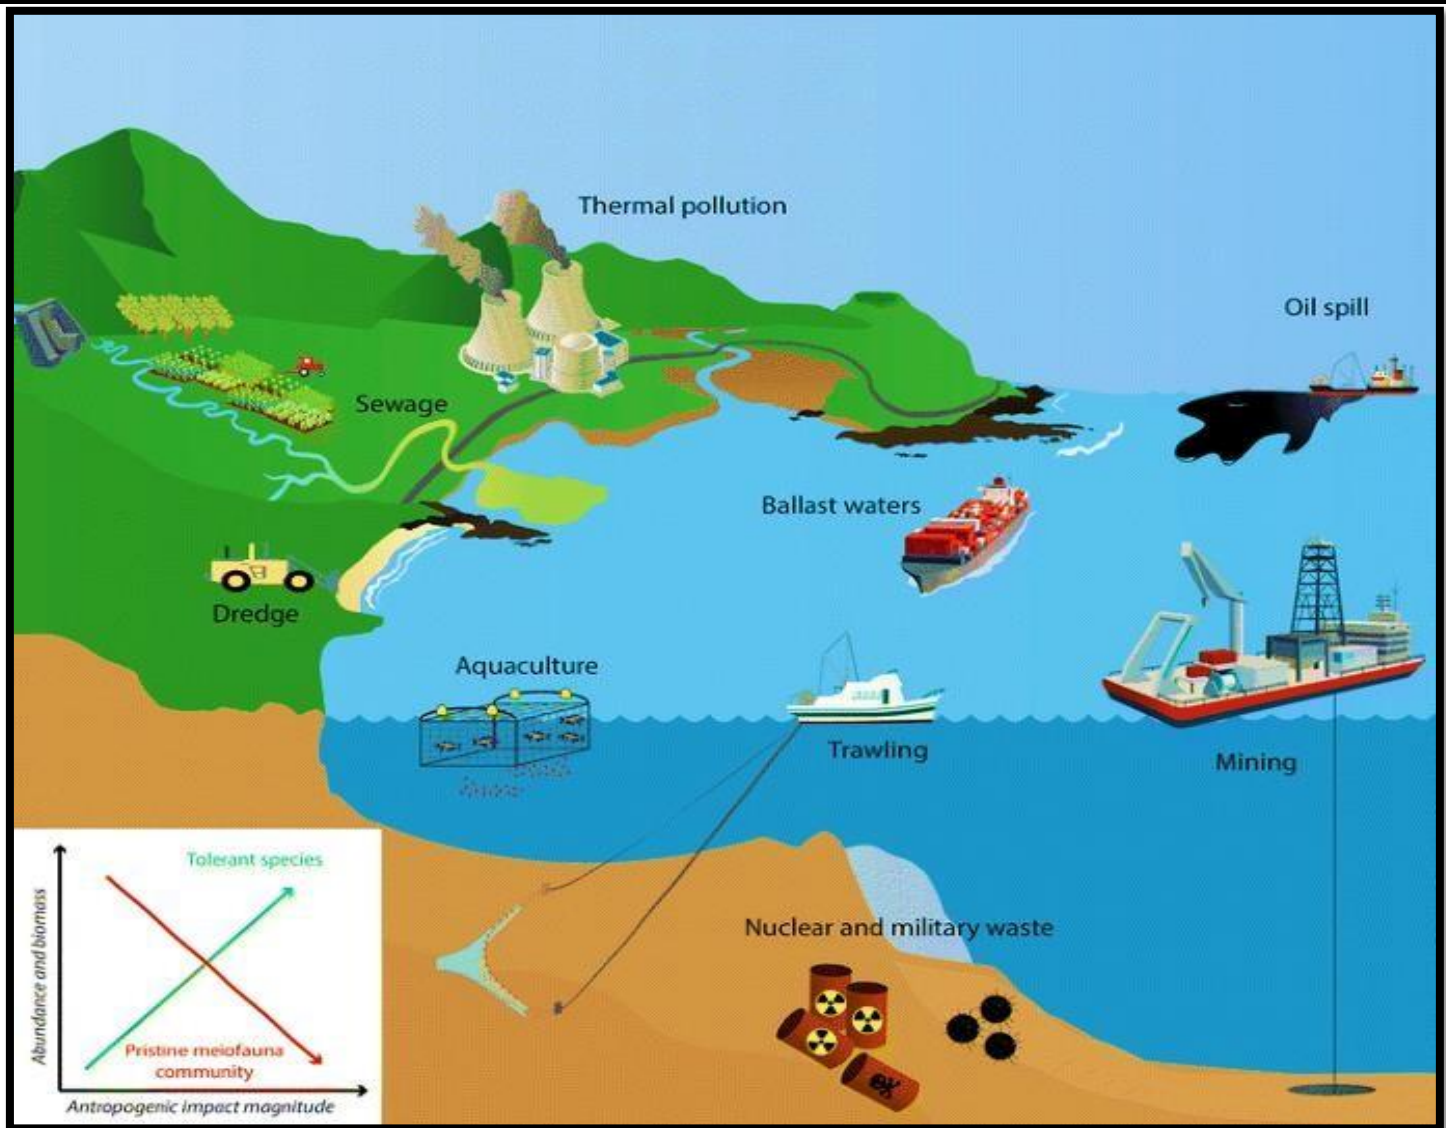 Thermal pollution
Oil spill
Sewage
Ballast waters
Dredge
Aquaculture
Trawling
Mining
Nuclear and military waste
Tolerant species
Abundance and biomass
Pristine meiofauna
community
Antropogenic impact magnitude